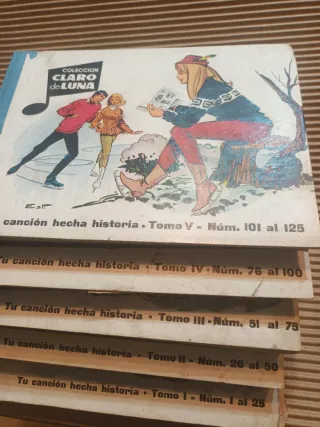 COLECCION
CLARO
de LUNA
canción hecha historia • Tomo V - Núm. 101 al 125
Tu canción hecha historia • Tomo IV - Núm. 76 al 100
Tu canción hecha historia • Tomo III - Núm. 51 al 75
Tu canción hecha historia • Tomo II - Núm. 26 al 50
Tu canción hecha historia • Tomo I - Núm. 1 al 25